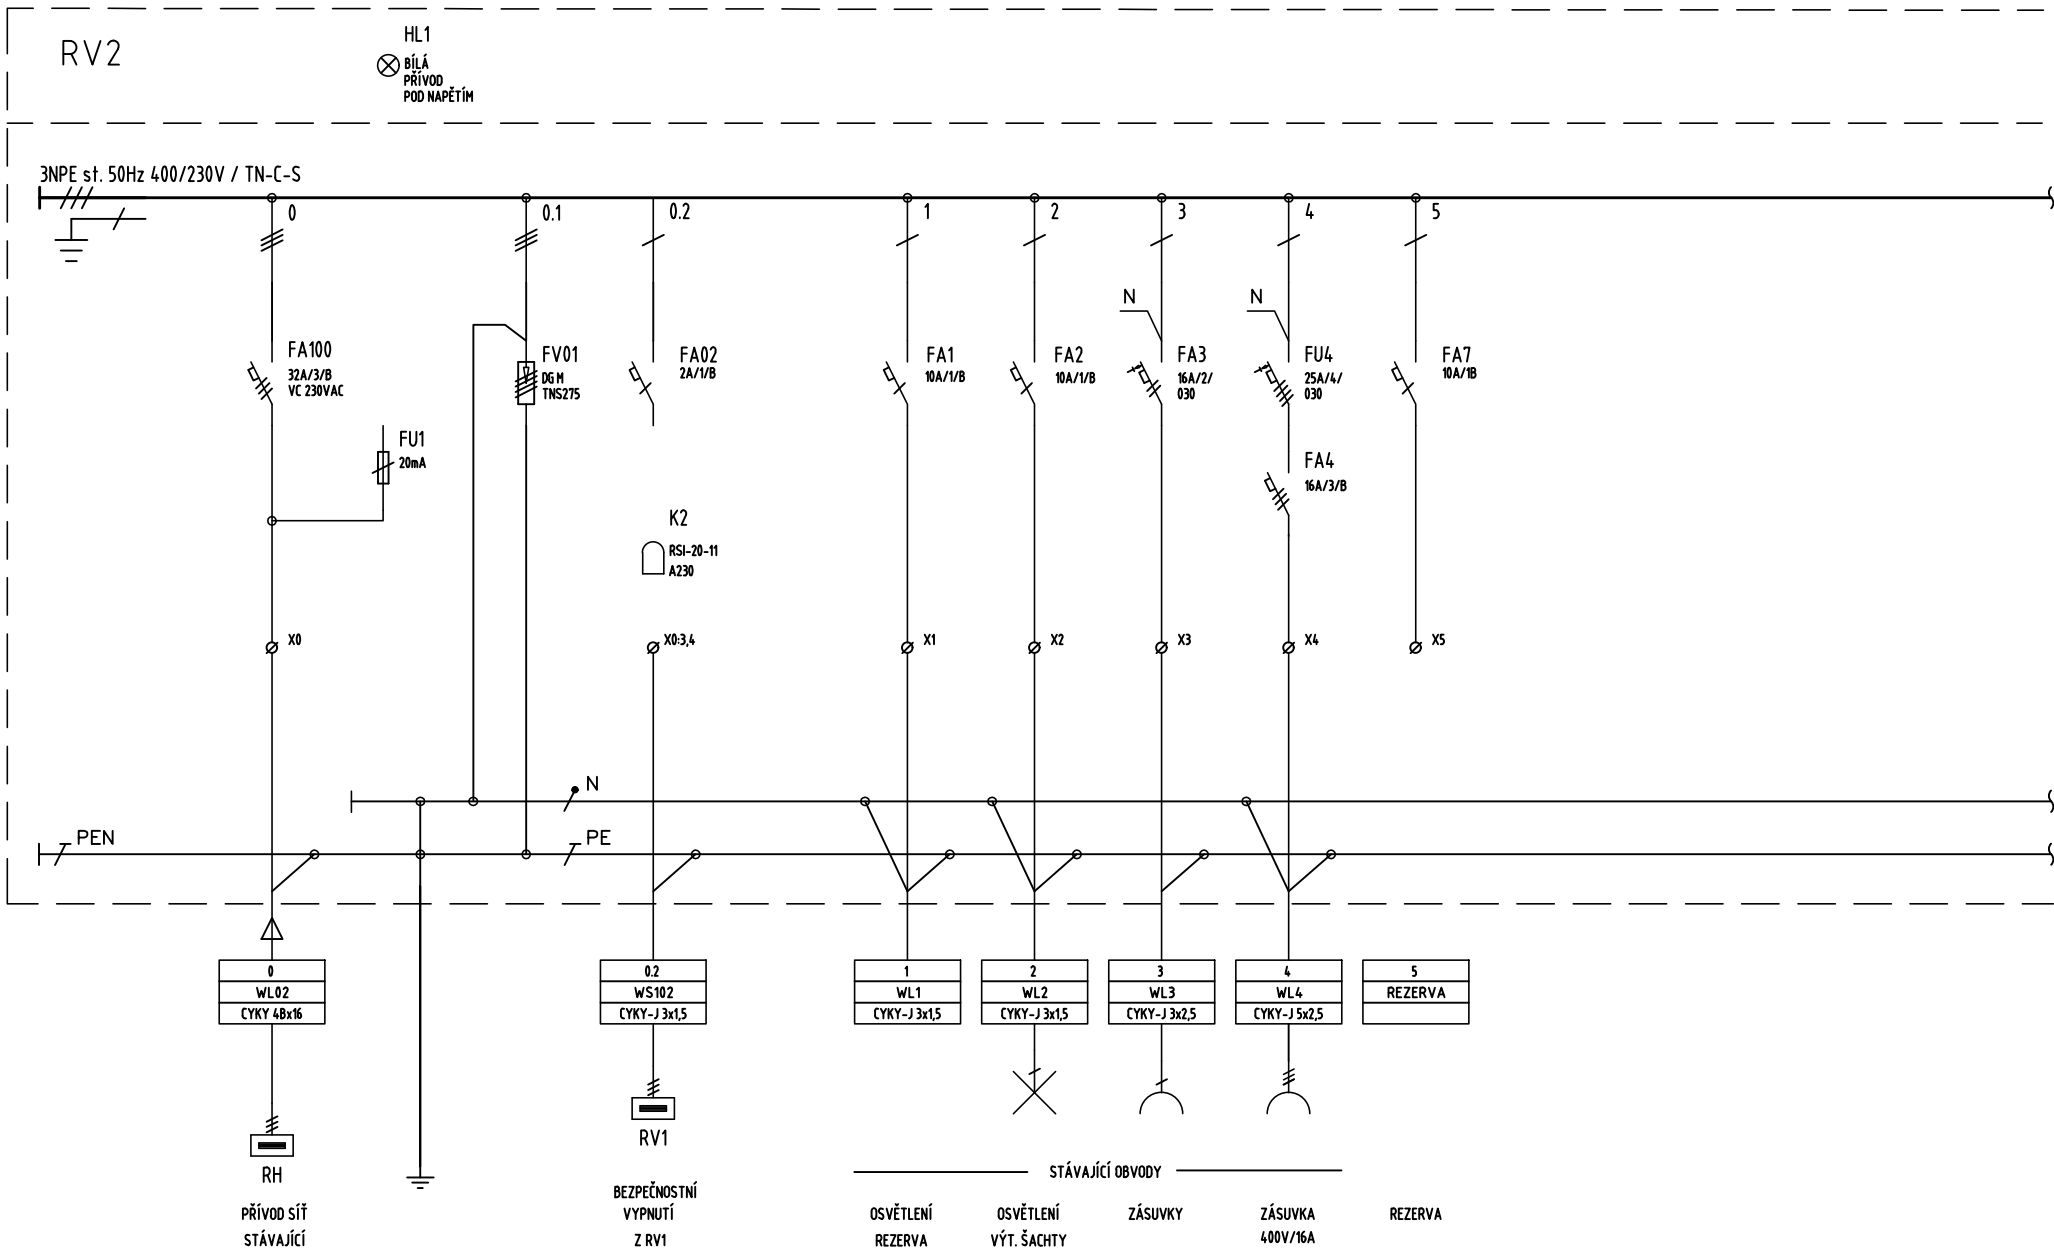 RV2
HL1
BÍLÁ
PŘÍVOD
POD NAPĚTÍM
3NPE st. 50Hz 400/230V / TN-C-S
0
0.1
0.2
1
2
3
4
5
N
N
FA100
32A/3/B
VC 230VAC
FV01
DG M
TNS275
FA02
2A/1/B
FA1
10A/1/B
FA2
10A/1/B
FA3
16A/2/
030
FU4
25A/4/
030
FA7
10A/1B
FU1
20mA
FA4
16A/3/B
K2
RSI-20-11
A230
X0
X0:3,4
X1
X2
X3
X4
X5
N
PEN
PE
0
WL02
CYKY 4Bx16
0.2
WS102
CYKY-J 3x1,5
1
WL1
CYKY-J 3x1,5
2
WL2
CYKY-J 3x1,5
3
WL3
CYKY-J 3x2,5
4
WL4
CYKY-J 5x2,5
5
REZERVA
RH
RV1
STÁVAJÍCÍ OBVODY
PŘÍVOD SÍŤ
STÁVAJÍCÍ
BEZPEČNOSTNÍ
VYPNUTÍ
Z RV1
OSVĚTLENÍ
REZERVA
OSVĚTLENÍ
VÝT. ŠACHTY
ZÁSUVKY
ZÁSUVKA
400V/16A
REZERVA